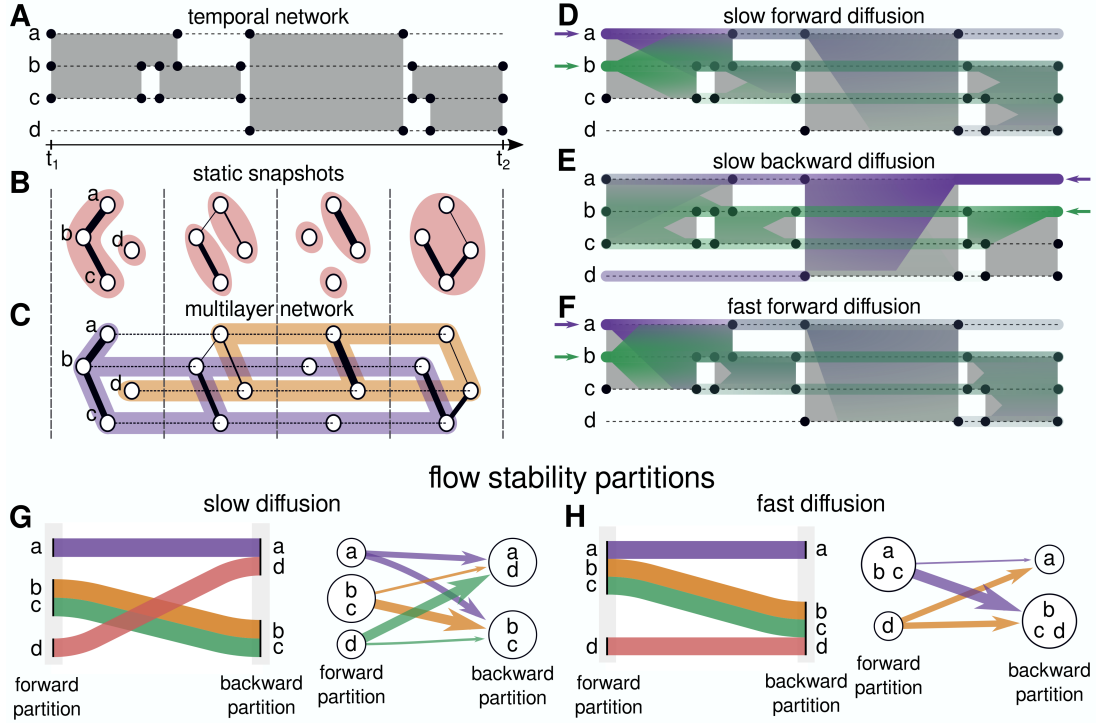 A
temporal network
a
b
c
d
t1
t2
B
static snapshots
a
b
d
c
C
multilayer network
a
b
d
c
D
slow forward diffusion
a
b
c
d
E
slow backward diffusion
a
b
c
d
F
fast forward diffusion
a
b
c
d
flow stability partitions
G
slow diffusion
a
b
c
d
a
d
b
c
forward
partition
backward
partition
a
b
c
d
a
d
b
c
forward
partition
backward
partition
H
fast diffusion
a
b
c
d
a
b
c
d
forward
partition
backward
partition
a
b c
d
a
b
c d
forward
partition
backward
partition